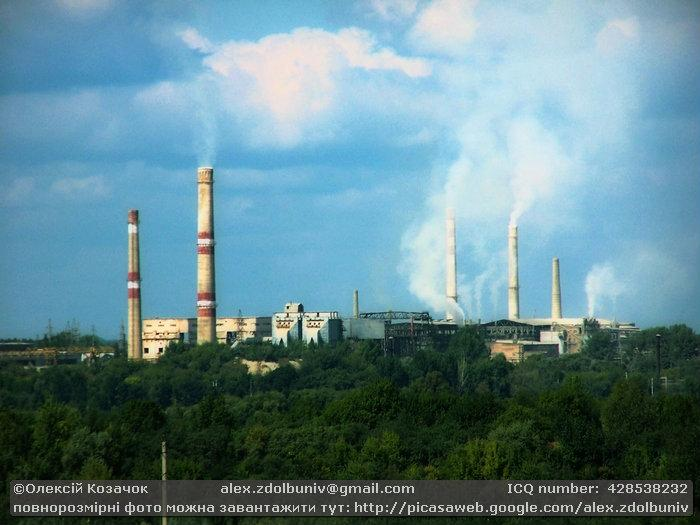 ©Олексій Козачок alex.zdolbuniv@gmail.com ICQ number: 428538232
повнорозмірні фото можна завантажити тут: http://picasaweb.google.com/alex.zdolbuniv